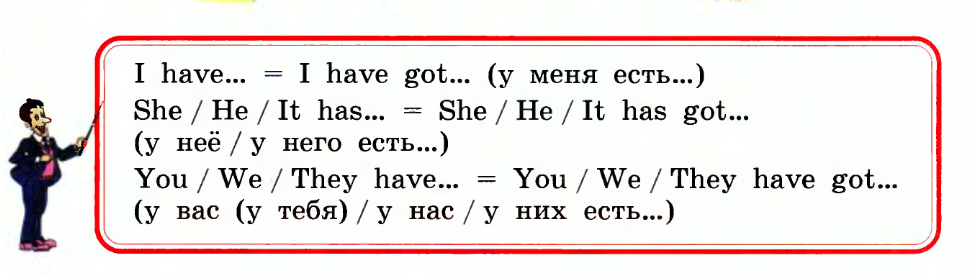 I have... = I have got... (у меня есть...)
She / He / It has... = She / He / It has got...
(у неё / у него есть...)
You / We / They have... = You / We / They have got...
(у вас (у тебя) / у нас / у них есть...)